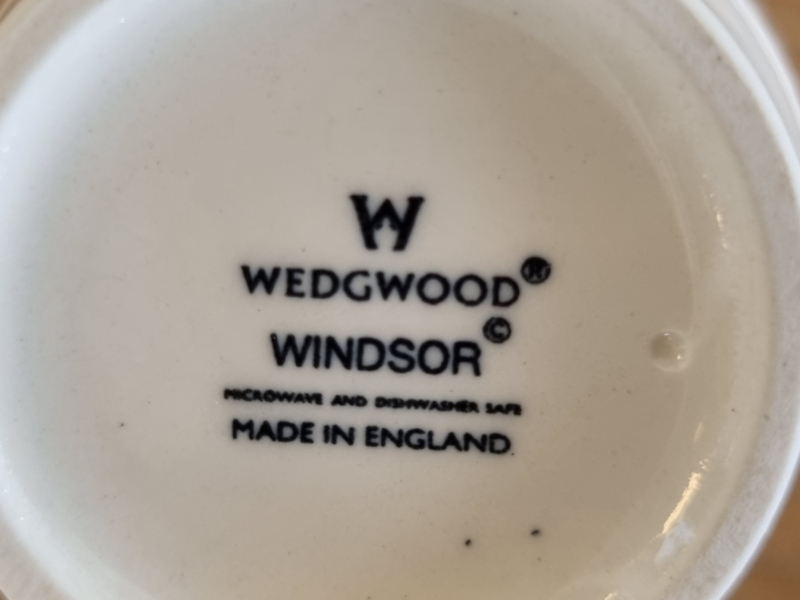 W
WEDGWOOD®
WINDSOR©
MICROWAVE AND DISHWASHER SAFE
MADE IN ENGLAND